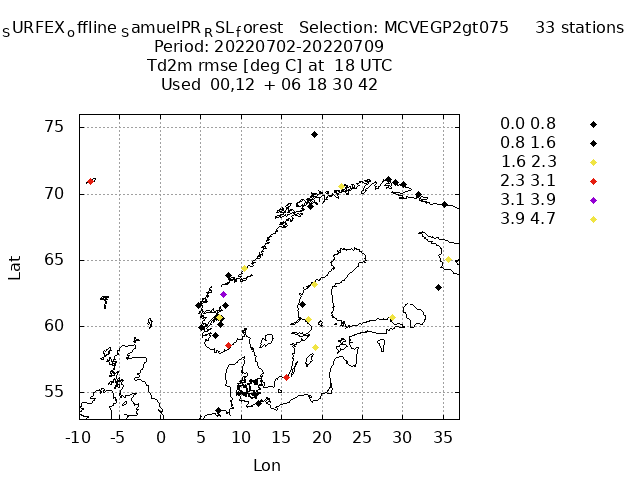 SURFEXoffline SamuelPRRSLforest Selection: MCVEGP2gt075 33 stations
Period: 20220702-20220709
Td2m rmse [deg C] at 18 UTC
Used 00,12 + 06 18 30 42
75
70
65
60
55
Lat
-10 -5 0 5 10 15 20 25 30 35
Lon
0.0 0.8
0.8 1.6
1.6 2.3
2.3 3.1
3.1 3.9
3.9 4.7